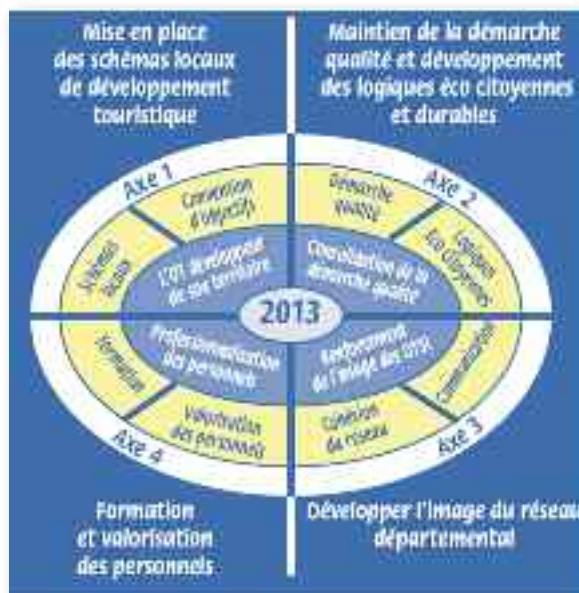 Mise en place
des schémas locaux
de développement
touristique
Maintien de la démarche
qualité et développement
des logiques éco citoyennes
et durables
Axe 1
Convention
d'objectifs
Schémas
locaux
L'OT développeur
de son territoire
Axe 2
Démarche
qualité
Logiques
Eco citoyennes
Consolidation de la
démarche qualité
2013
Professionnalisation
des personnels
Formation
Valorisation
des personnels
Axe 4
Renforcement
de l'image des OTSI
Communication
Cohésion
du réseau
Axe 3
Formation
et valorisation
des personnels
Développer l'image du réseau
départemental